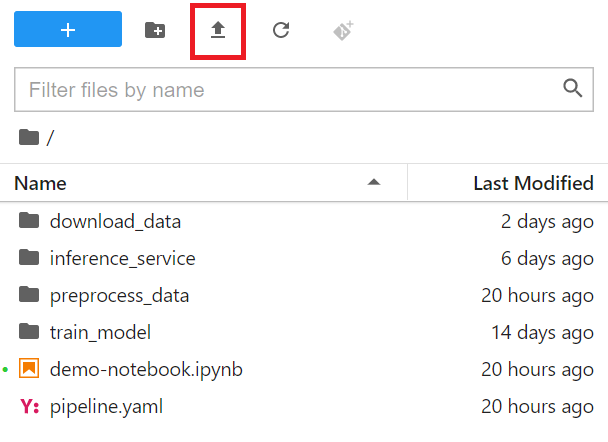 Filter files by name
/
Name Last Modified
download_data 2 days ago
inference_service 6 days ago
preprocess_data 20 hours ago
train_model 14 days ago
demo-notebook.ipynb 20 hours ago
Y: pipeline.yaml 20 hours ago